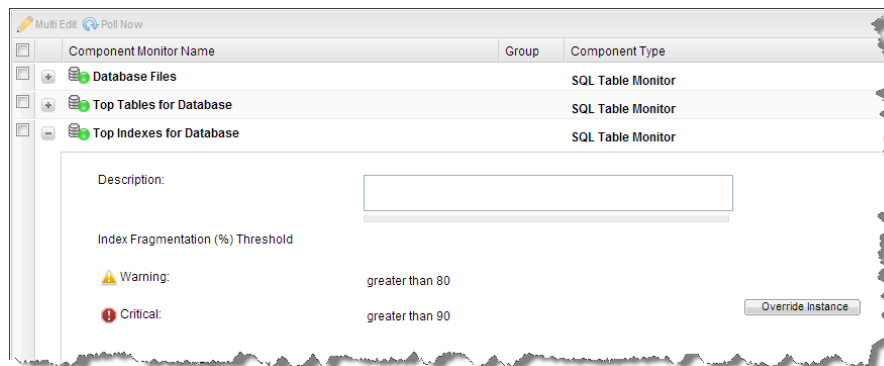 Multi Edit Poll Now
Component Monitor Name Group Component Type
Database Files SQL Table Monitor
Top Tables for Database SQL Table Monitor
Top Indexes for Database SQL Table Monitor
Description:
Index Fragmentation (%) Threshold
Warning: greater than 80
Critical: greater than 90 Override Instance